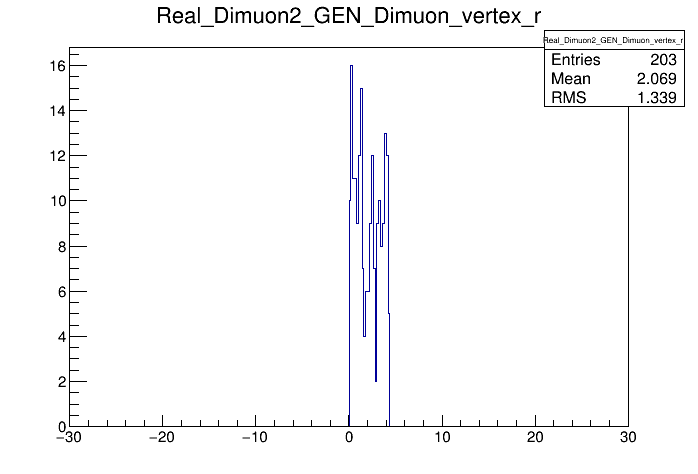 Real_Dimuon2_GEN_Dimuon_vertex_r
Real_Dimuon2_GEN_Dimuon_vertex_r
Entries 203
Mean 2.069
RMS 1.339
16
14
12
10
8
6
4
2
0
−30 −20 −10 0 10 20 30